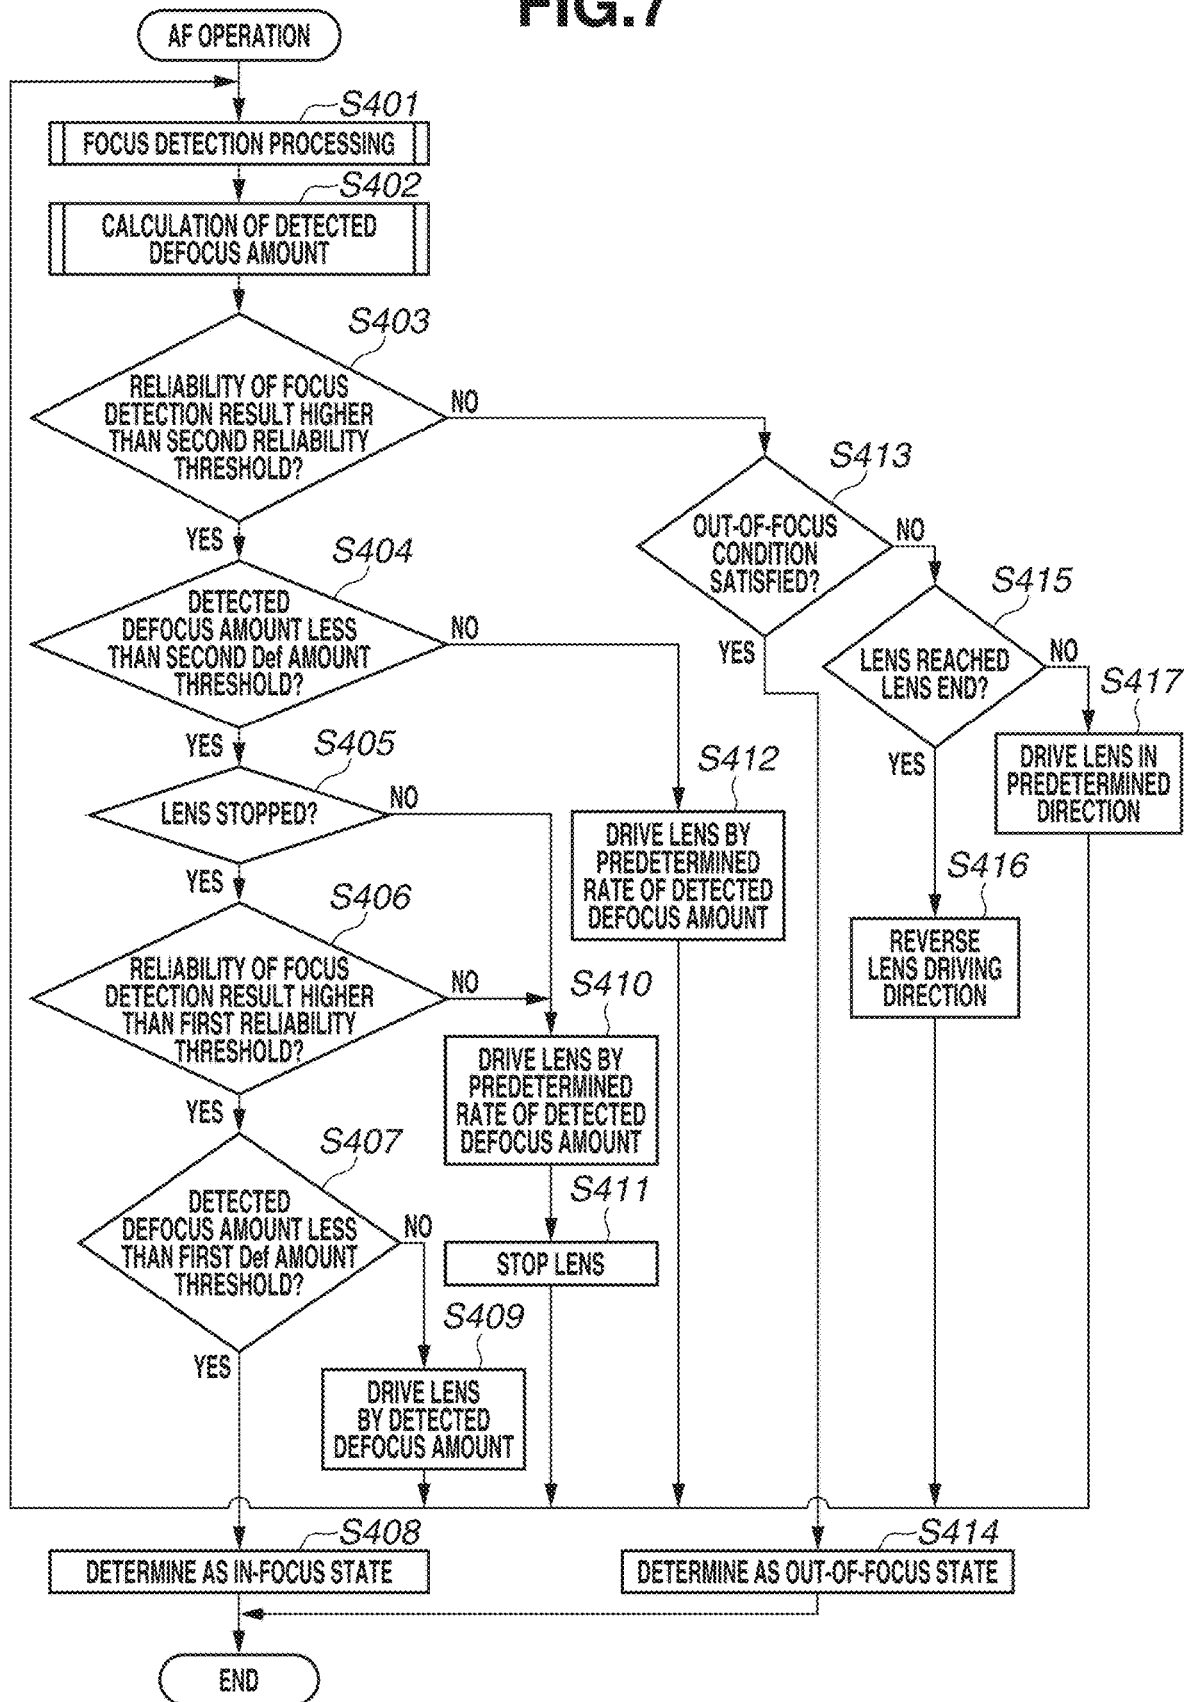 FIG.7
AF OPERATION
S401
FOCUS DETECTION PROCESSING
S402
CALCULATION OF DETECTED
DEFOCUS AMOUNT
S403
RELIABILITY OF FOCUS
DETECTION RESULT HIGHER
THAN SECOND RELIABILITY
THRESHOLD?
NO
YES
S413
OUT-OF-FOCUS
CONDITION
SATISFIED?
NO
YES
S404
DETECTED
DEFOCUS AMOUNT LESS
THAN SECOND Def AMOUNT
THRESHOLD?
NO
YES
S415
LENS REACHED
LENS END?
NO
YES
S417
DRIVE LENS IN
PREDETERMINED
DIRECTION
S405
LENS STOPPED?
NO
YES
S412
DRIVE LENS BY
PREDETERMINED
RATE OF DETECTED
DEFOCUS AMOUNT
S416
REVERSE
LENS DRIVING
DIRECTION
S406
RELIABILITY OF FOCUS
DETECTION RESULT HIGHER
THAN FIRST RELIABILITY
THRESHOLD?
NO
YES
S410
DRIVE LENS BY
PREDETERMINED
RATE OF DETECTED
DEFOCUS AMOUNT
S407
DETECTED
DEFOCUS AMOUNT LESS
THAN FIRST Def AMOUNT
THRESHOLD?
NO
YES
S411
STOP LENS
S409
DRIVE LENS
BY DETECTED
DEFOCUS AMOUNT
S408
DETERMINE AS IN-FOCUS STATE
S414
DETERMINE AS OUT-OF-FOCUS STATE
END